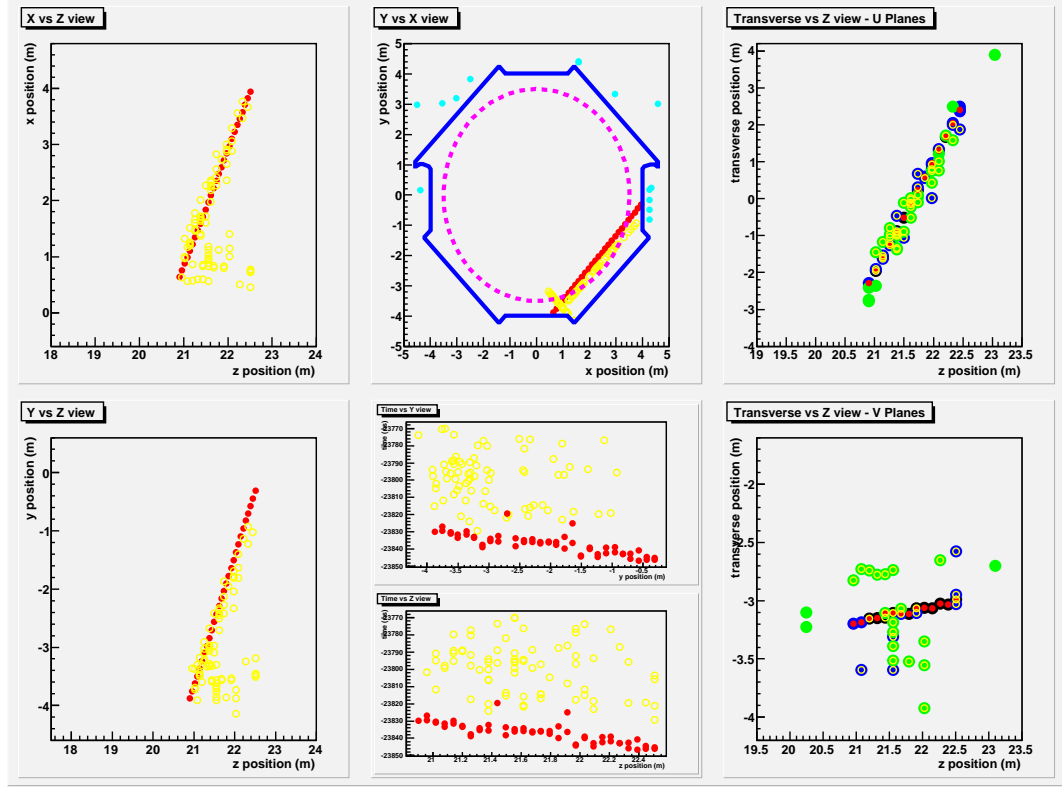 X vs Z view
x position (m)
4
3
2
1
0
18 19 20 21 22 23 24
z position (m)
Y vs X view
y position (m)
5
4
3
2
1
0
-1
-2
-3
-4
-5
-5 -4 -3 -2 -1 0 1 2 3 4 5
x position (m)
Transverse vs Z view - U Planes
transverse position (m)
4
3
2
1
0
-1
-2
-3
-4
19 19.5 20 20.5 21 21.5 22 22.5 23 23.5
z position (m)
Y vs Z view
y position (m)
0
-1
-2
-3
-4
18 19 20 21 22 23 24
z position (m)
Time vs Y view
-23770
-23780
-23790
-23800
-23810
-23820
-23830
-23840
-23850
-4 -3.5 -3 -2.5 -2 -1.5 -1 -0.5
y position (m)
Time vs Z view
-23770
-23780
-23790
-23800
-23810
-23820
-23830
-23840
-23850
21 21.2 21.4 21.6 21.8 22 22.2 22.4
z position (m)
Transverse vs Z view - V Planes
transverse position (m)
-2
-2.5
-3
-3.5
-4
19.5 20 20.5 21 21.5 22 22.5 23 23.5
z position (m)